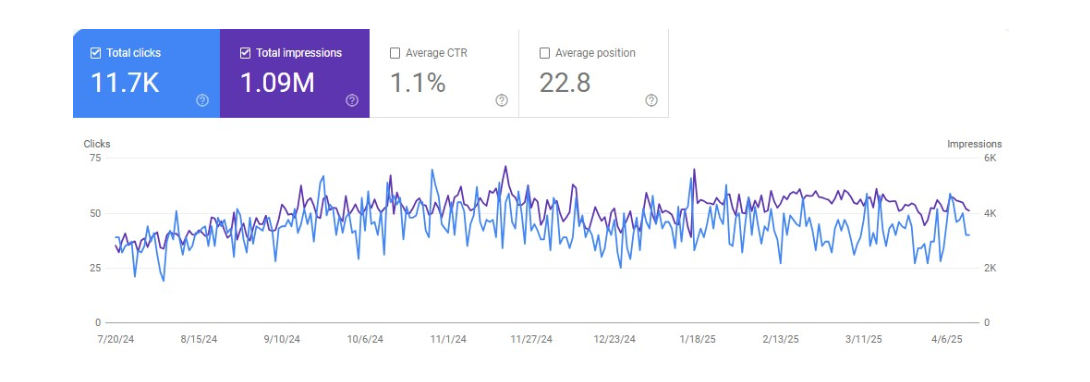 Total clicks Total impressions Average CTR Average position
11.7K 1.09M 1.1% 22.8
Clicks Impressions
75 6K
50 4K
25 2K
0 0
7/20/24 8/15/24 9/10/24 10/6/24 11/1/24 11/27/24 12/23/24 1/18/25 2/13/25 3/11/25 4/6/25